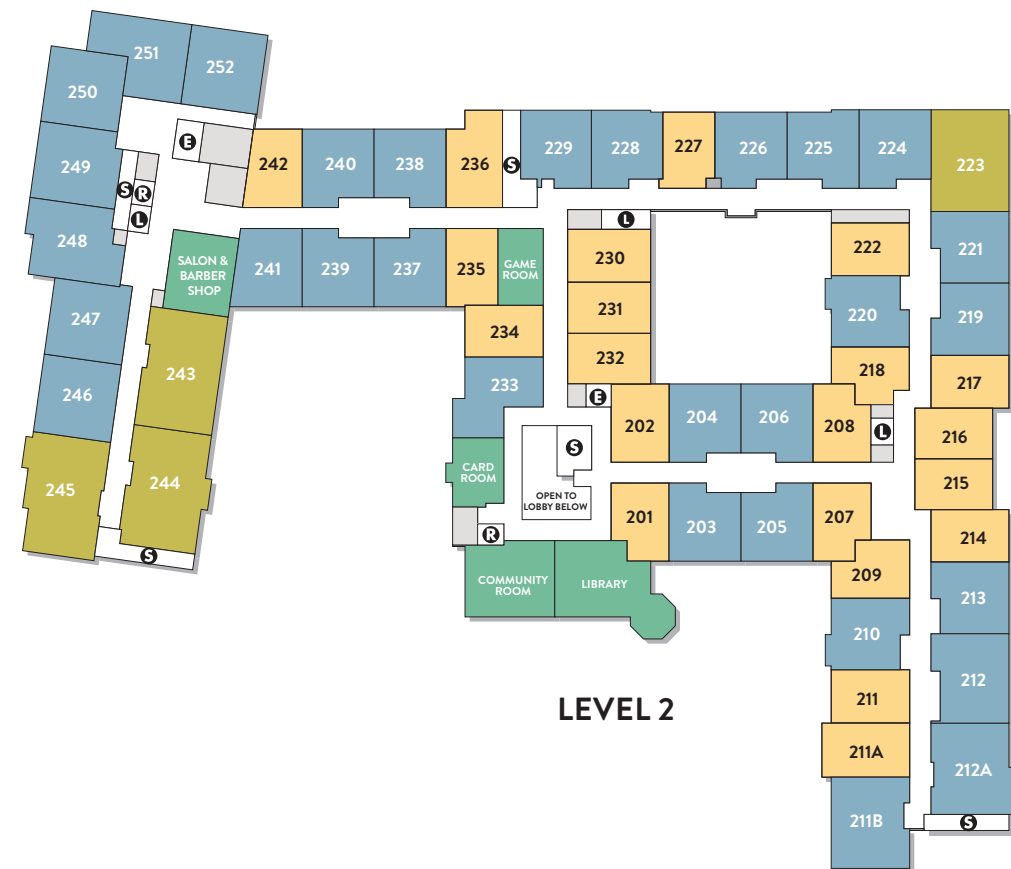 251
252
250
249
248
247
246
245
E
S
R
L
242
240
238
236
S
229
228
227
226
225
224
223
SALON &
BARBER
SHOP
241
239
237
235
GAME
ROOM
234
233
CARD
ROOM
R
COMMUNITY
ROOM
LIBRARY
243
244
S
L
230
231
232
E
S
OPEN TO
LOBBY BELOW
222
220
218
221
219
217
216
215
214
213
212
212A
S
202
204
206
208
L
201
203
205
207
209
210
211
211A
211B
LEVEL 2